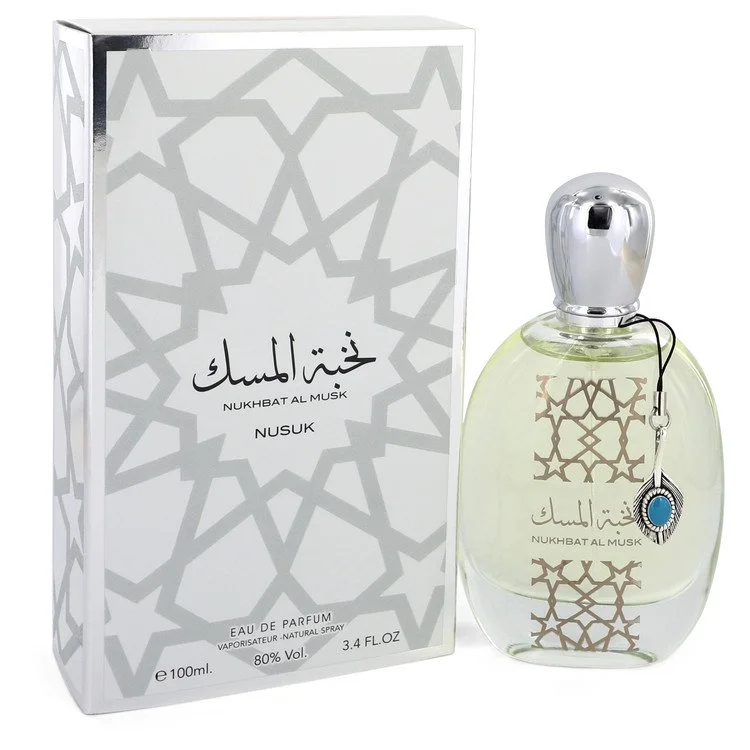 نخبة المسك
NUKHBAT AL MUSK
NUSUK
EAU DE PARFUM
VAPORISATEUR - NATURAL SPRAY
e 100ml. 80% Vol. 3.4 FL.OZ
نخبة المسك
NUKHBAT AL MUSK